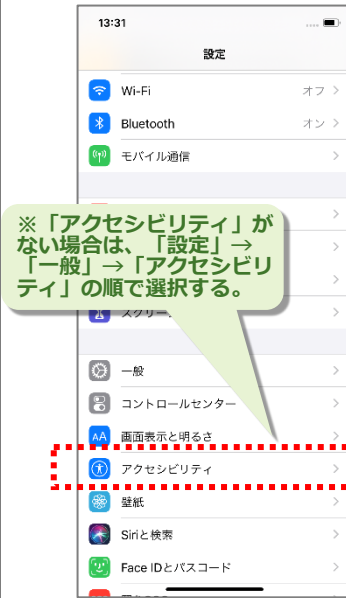 13:31
設定
Wi-Fi オフ
Bluetooth オン
モバイル通信
※「アクセシビリティ」が
ない場合は、「設定」→
「一般」→「アクセシビリ
ティ」の順で選択する。
一般
コントロールセンター
AA 画面表示と明るさ
アクセシビリティ
壁紙
Siriと検索
Face IDとパスコード